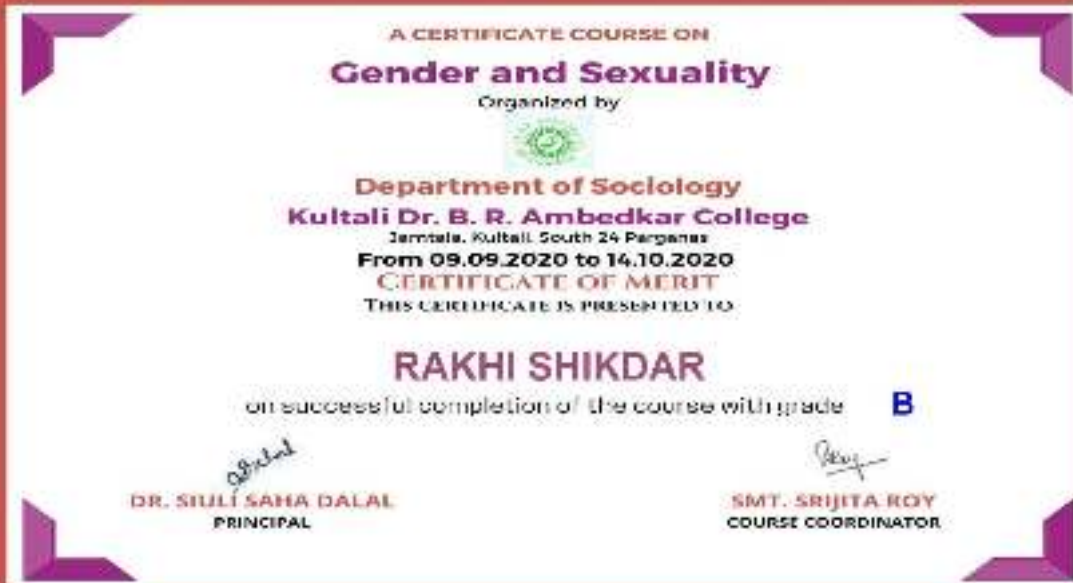 A CERTIFICATE COURSE ON
Gender and Sexuality
Organized by
Department of Sociology
Kultali Dr. B. R. Ambedkar College
Jamtala, Kultali, South 24 Parganas
From 09.09.2020 to 14.10.2020
CERTIFICATE OF MERIT
THIS CERTIFICATE IS PRESENTED TO
RAKHI SHIKDAR
on successful completion of the course with grade B
DR. SIULI SAHA DALAL
PRINCIPAL
SMT. SRIJITA ROY
COURSE COORDINATOR